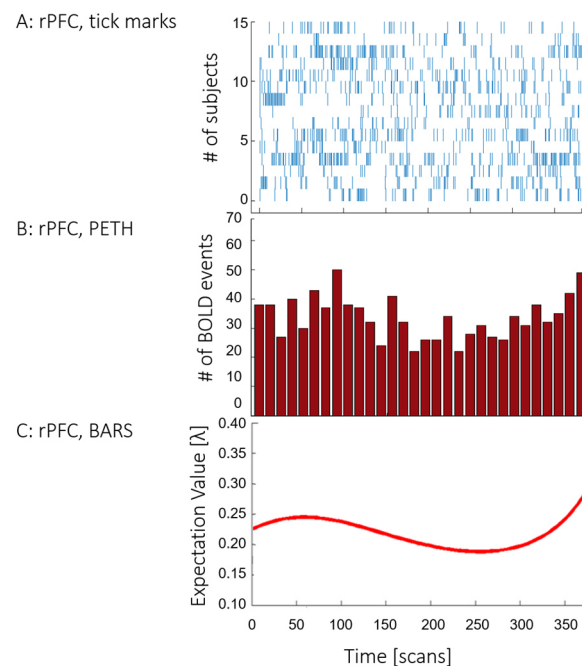 A: rPFC, tick marks
# of subjects
15
10
5
0
B: rPFC, PETH
# of BOLD events
70
60
50
40
30
20
10
0
C: rPFC, BARS
Expectation Value [λ]
0.40
0.35
0.30
0.25
0.20
0.15
0.10
0 50 100 150 200 250 300 350
Time [scans]